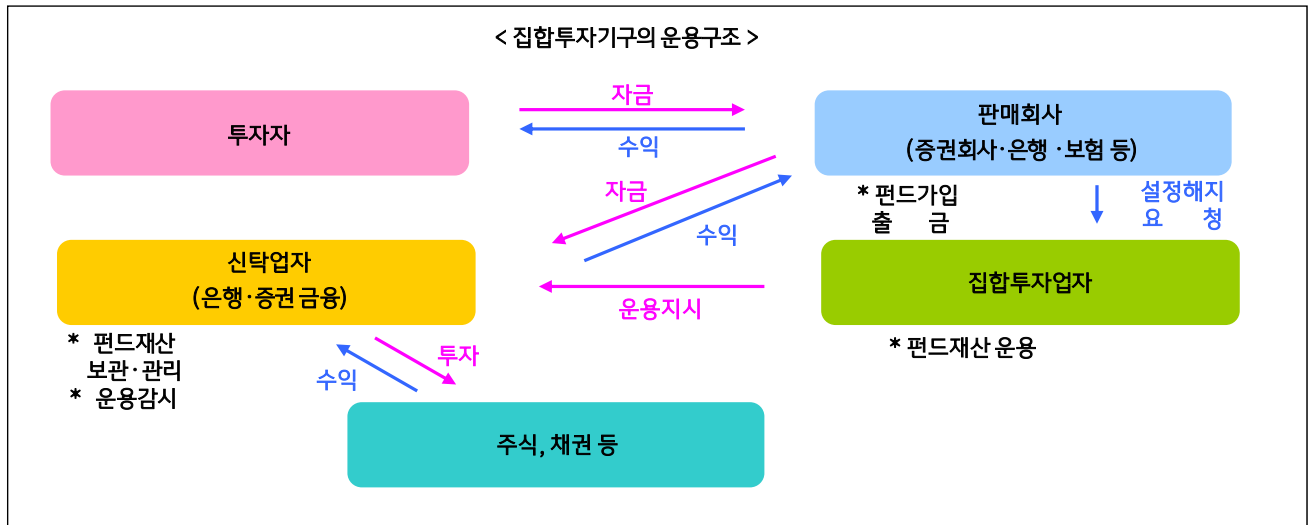 < 집합투자기구의 운용구조 >
투자자
자금
수익
판매회사
(증권회사·은행 ·보험 등)
자금
수익
* 펀드가입
출 금
설정해지
요 청
신탁업자
(은행·증권 금융)
운용지시
집합투자업자
* 펀드재산
보관·관리
* 운용감시
투자
수익
* 펀드재산 운용
주식, 채권 등